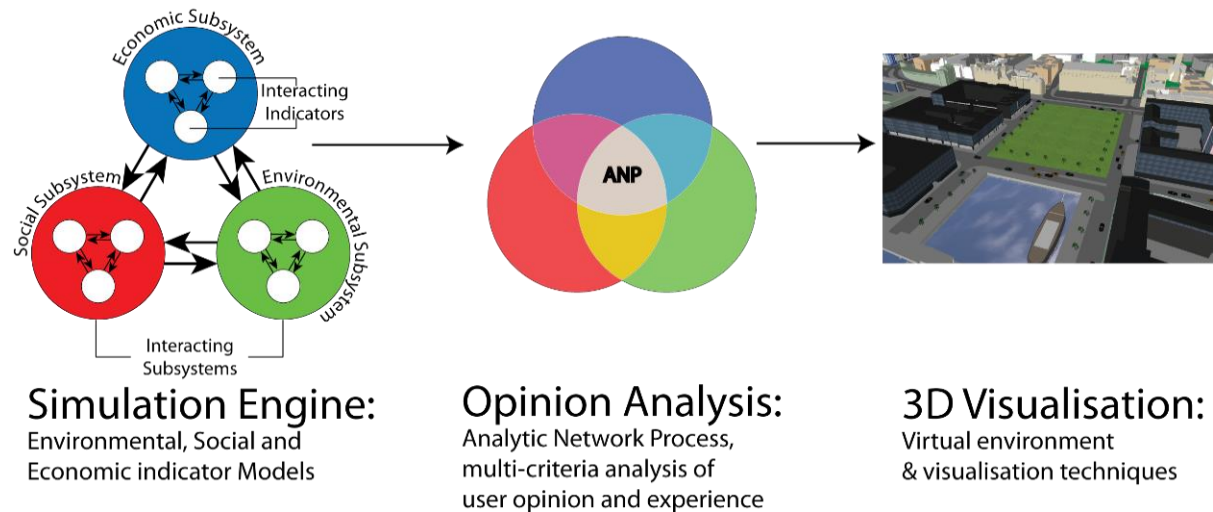 Economic Subsystem
Interacting
Indicators
Social Subsystem
Environmental Subsystem
Interacting
Subsystems
ANP
Simulation Engine:
Environmental, Social and
Economic indicator Models
Opinion Analysis:
Analytic Network Process,
multi-criteria analysis of
user opinion and experience
3D Visualisation:
Virtual environment
& visualisation techniques